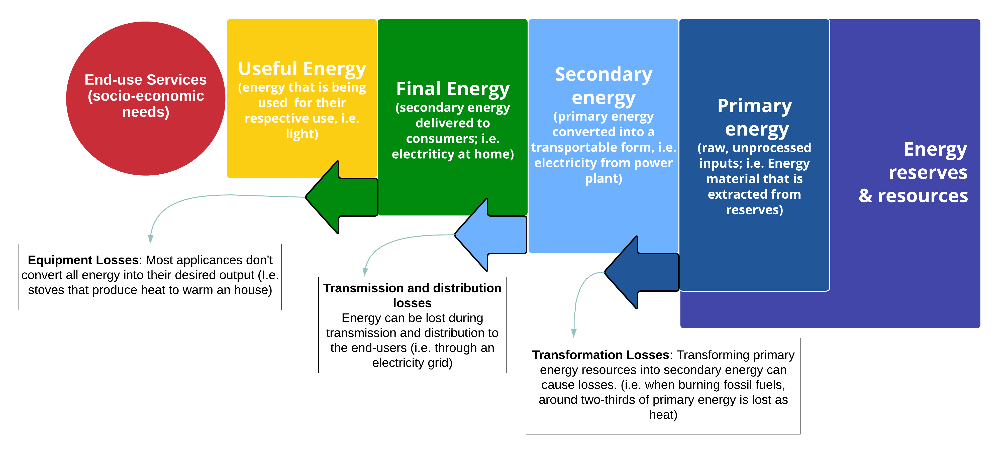 End-use Services
(socio-economic
needs)
Useful Energy
(energy that is being
used  for their
respective use, i.e.
light)
Final Energy
(secondary energy
delivered to
consumers; i.e.
electriticy at home)
Secondary
energy
(primary energy
converted into a
transportable form, i.e.
electricity from power
plant)
Primary
energy
(raw, unprocessed
inputs; i.e. Energy
material that is
extracted from
reserves)
Energy
reserves
& resources
Equipment Losses: Most applicances don't
convert all energy into their desired output (I.e.
stoves that produce heat to warm an house)
Transmission and distribution
losses
Energy can be lost during
transmission and distribution to
the end-users (i.e. through an
electricity grid)
Transformation Losses: Transforming primary
energy resources into secondary energy can
cause losses. (i.e. when burning fossil fuels,
around two-thirds of primary energy is lost as
heat)